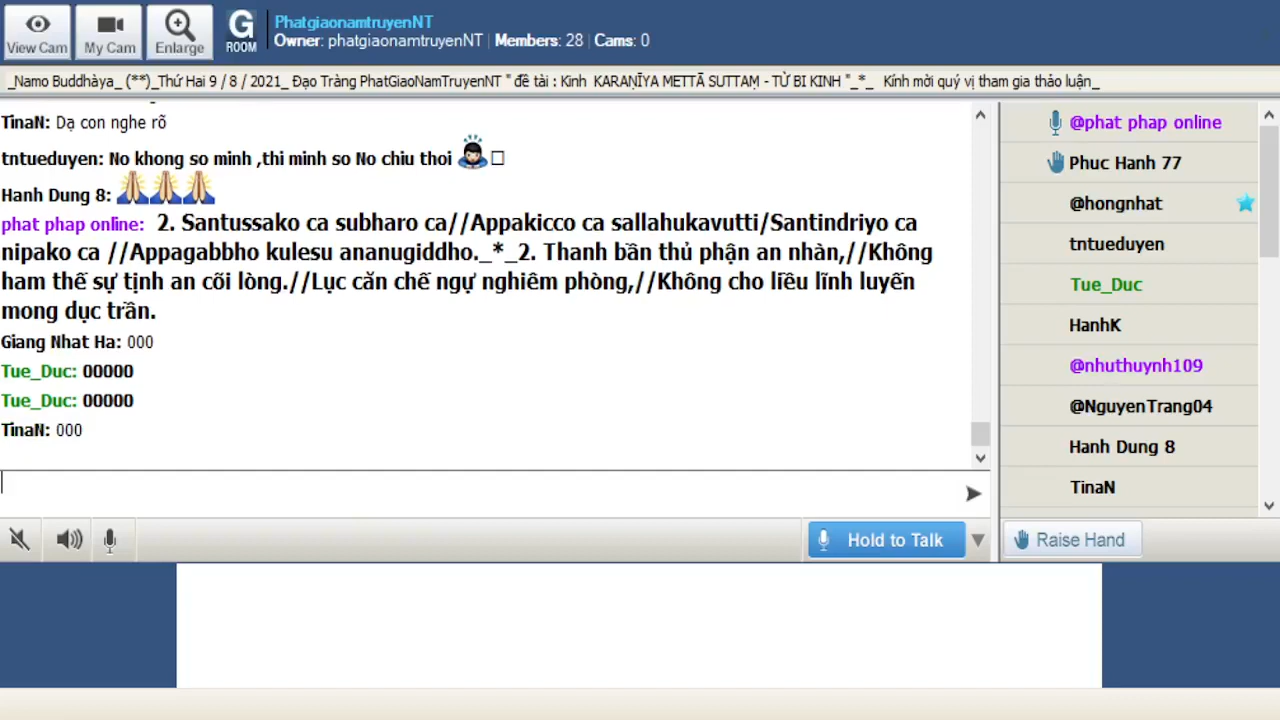 View Cam
My Cam
Enlarge
G
ROOM
PhatgiaonamtruyenNT
Owner: phatgiaonamtruyenNT | Members: 28 | Cams: 0
_Namo Buddhàya_ (**)_Thứ Hai 9 / 8 / 2021_ Đạo Tràng PhatGiaoNamTruyenNT " đề tài : Kinh KARAṆĪYA METTĀ SUTTAṂ - TỪ BI KINH "_*_ Kính mời quý vị tham gia thảo luận_
TinaN: Dạ con nghe rõ
tntueduyen: No khong so minh ,thi minh so No chiu thoi
Hanh Dung 8:
phat phap online: 2. Santussako ca subharo ca//Appakicco ca sallahukavutti/Santindriyo ca
nipako ca //Appagabbho kulesu ananugiddho._*_2. Thanh bần thủ phận an nhàn,//Không
ham thế sự tịnh an cõi lòng.//Lục căn chế ngự nghiêm phòng,//Không cho liều lĩnh luyến
mong dục trần.
Giang Nhat Ha: 000
Tue_Duc: 00000
Tue_Duc: 00000
TinaN: 000
@phat phap online
Phuc Hanh 77
@hongnhat
tntueduyen
Tue_Duc
HanhK
@nhuthuynh109
@NguyenTrang04
Hanh Dung 8
TinaN
Hold to Talk
Raise Hand